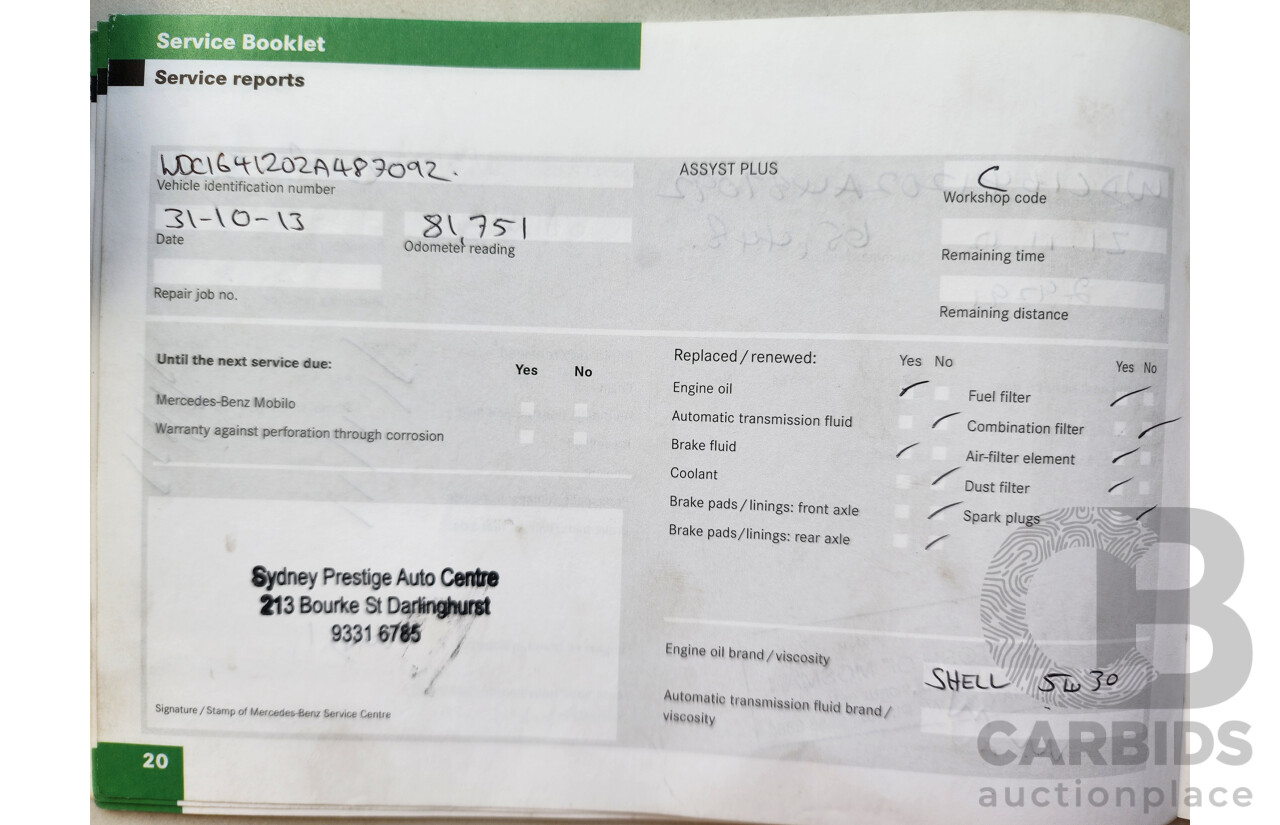 Service Booklet
Service reports
WDC1641202A487092.
Vehicle identification number
31-10-13
Date
81,751
Odometer reading
Repair job no.
ASSYST PLUS
C
Workshop code
Remaining time
Remaining distance
Until the next service due:
Yes No
Mercedes-Benz Mobilo
Warranty against perforation through corrosion
Replaced / renewed:
Yes No
Engine oil
Automatic transmission fluid
Brake fluid
Coolant
Brake pads / linings: front axle
Brake pads/linings: rear axle
Yes No
Fuel filter
Combination filter
Air-filter element
Dust filter
Spark plugs
Sydney Prestige Auto Centre
213 Bourke St Darlinghurst
9331 6785
Signature / Stamp of Mercedes-Benz Service Centre
Engine oil brand / viscosity
SHELL 5W30
Automatic transmission fluid brand /
viscosity
20
CARBIDS
auctionplace